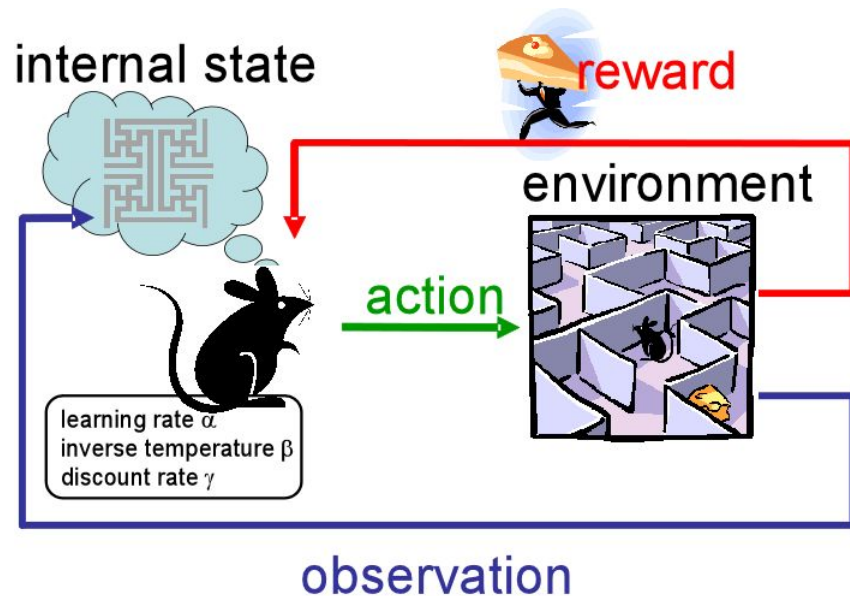 internal state
reward
environment
action
learning rate α
inverse temperature β
discount rate γ
observation